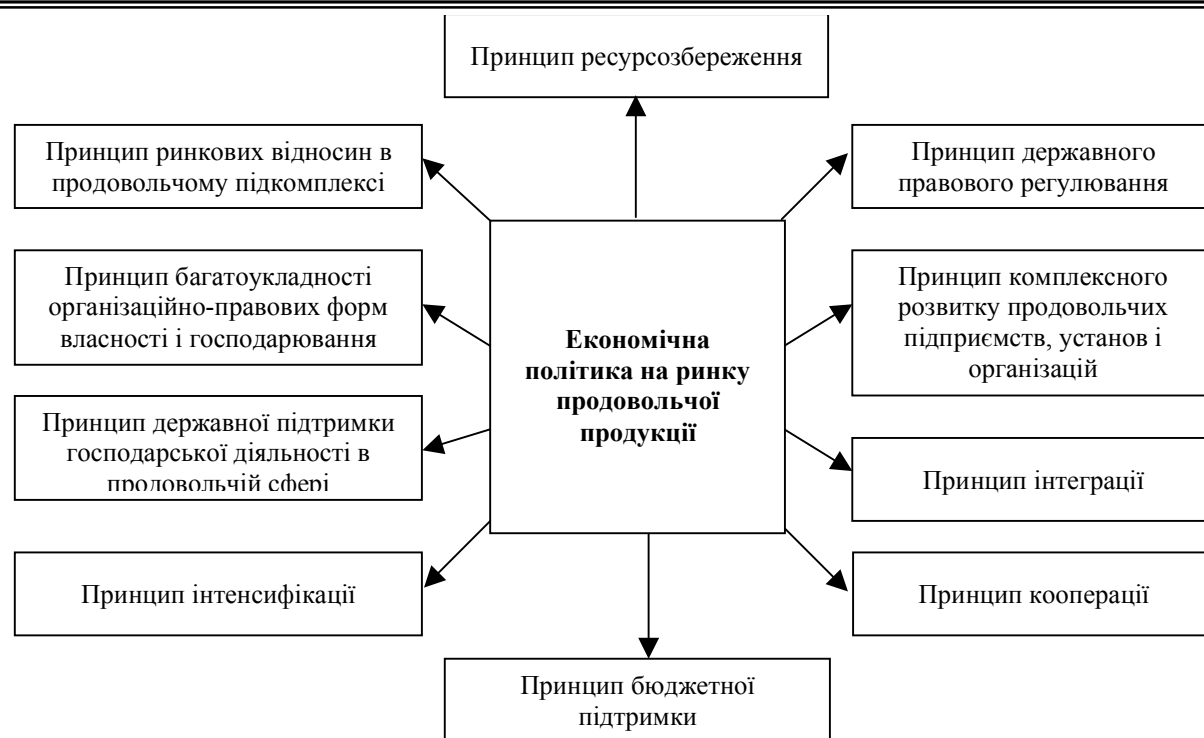 Принцип ресурсозбереження
Принцип ринкових відносин в
продовольчому підкомплексі
Принцип державного
правового регулювання
Принцип багатоукладності
організаційно-правових форм
власності і господарювання
Принцип комплексного
розвитку продовольчих
підприємств, установ і
організацій
Економічна
політика на ринку
продовольчої
продукції
Принцип державної підтримки
господарської діяльності в
продовольчій сфері
Принцип інтеграції
Принцип інтенсифікації
Принцип кооперації
Принцип бюджетної
підтримки